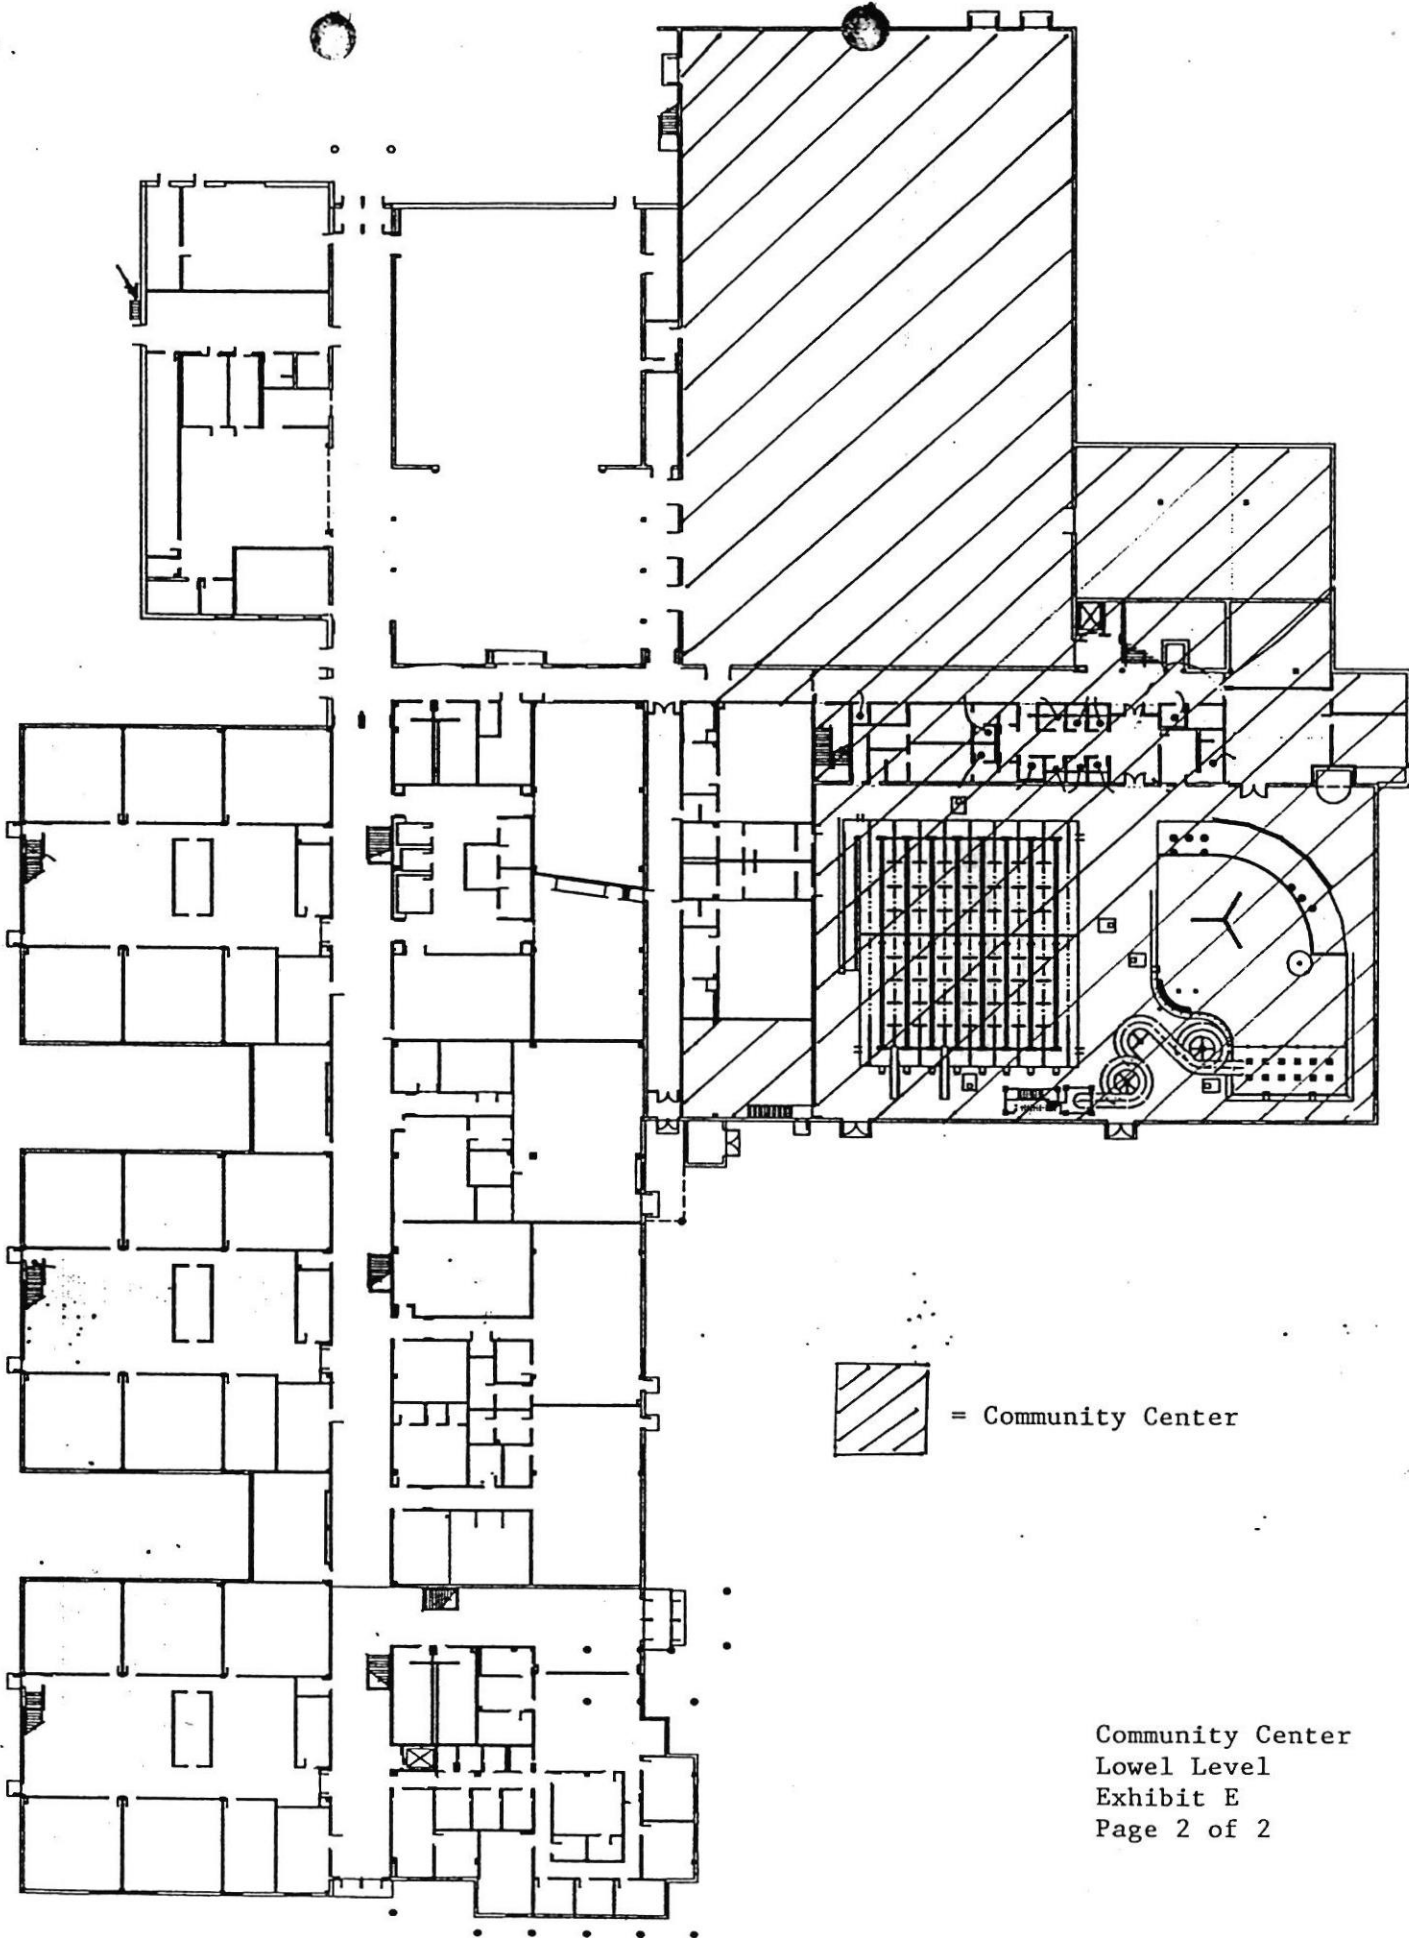 = Community Center
Community Center
Lowel Level
Exhibit E
Page 2 of 2